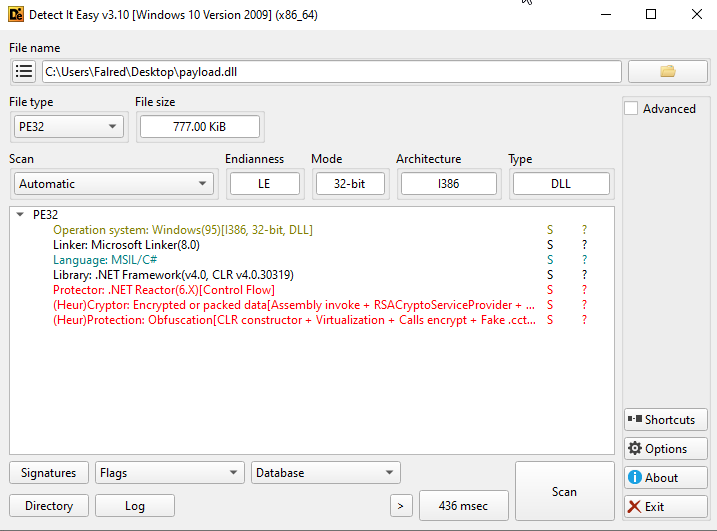 Detect It Easy v3.10 [Windows 10 Version 2009] (x86_64)
File name
C:\Users\Falred\Desktop\payload.dll
File type
File size
Advanced
PE32
777.00 KiB
Scan
Endianness
Mode
Architecture
Type
Automatic
LE
32-bit
I386
DLL
PE32
Operation system: Windows(95)[I386, 32-bit, DLL] S ?
Linker: Microsoft Linker(8.0) S ?
Language: MSIL/C# S ?
Library: .NET Framework(v4.0, CLR v4.0.30319) S ?
Protector: .NET Reactor(6.X)[Control Flow] S ?
(Heur)Cryptor: Encrypted or packed data[Assembly invoke + RSACryptoServiceProvider + ... S ?
(Heur)Protection: Obfuscation[CLR constructor + Virtualization + Calls encrypt + Fake .cct... S ?
Shortcuts
Options
About
Exit
Signatures
Flags
Database
Scan
Directory
Log
>
436 msec